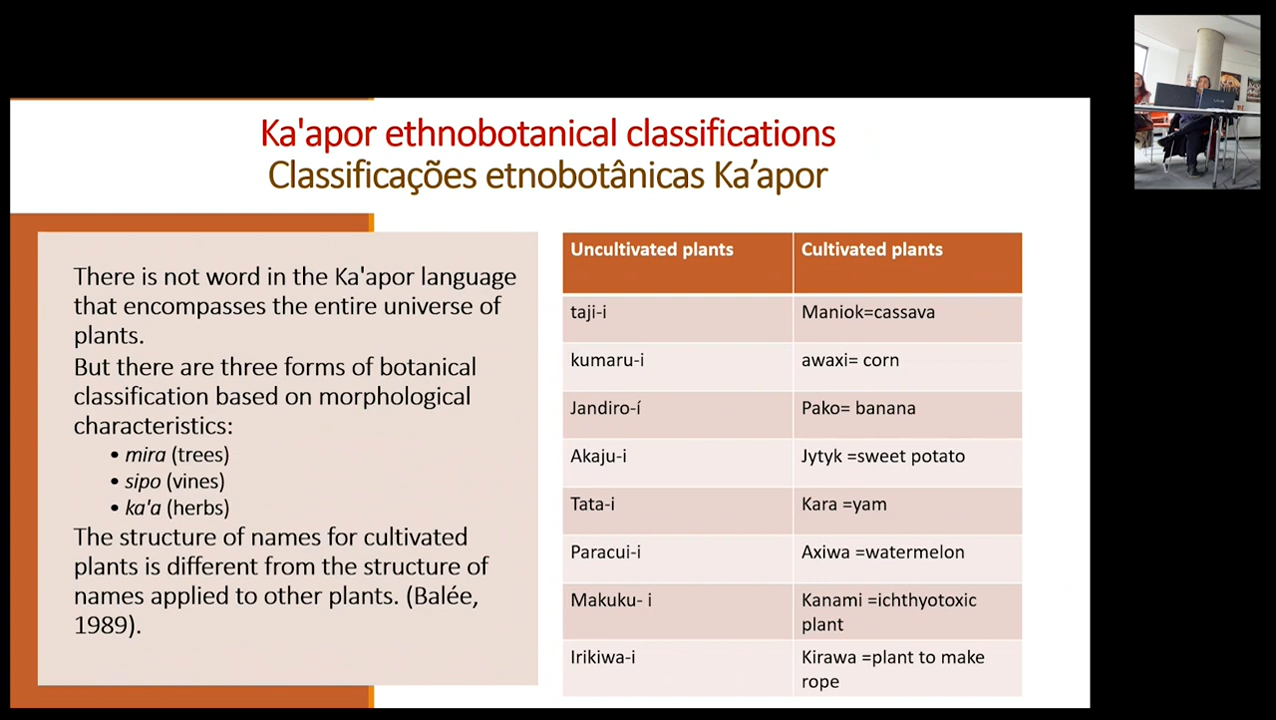 Ka'apor ethnobotanical classifications
Classificações etnobotânicas Ka’apor
There is not word in the Ka'apor language
that encompasses the entire universe of
plants.
But there are three forms of botanical
classification based on morphological
characteristics:
• mira (trees)
• sipo (vines)
• ka'a (herbs)
The structure of names for cultivated
plants is different from the structure of
names applied to other plants. (Balée,
1989).
Uncultivated plants Cultivated plants
taji-i Maniok=cassava
kumaru-i awaxi= corn
Jandiro-í Pako= banana
Akaju-i Jytyk =sweet potato
Tata-i Kara =yam
Paracui-i Axiwa =watermelon
Makuku- i Kanami =ichthyotoxic
plant
Irikiwa-i Kirawa =plant to make
rope